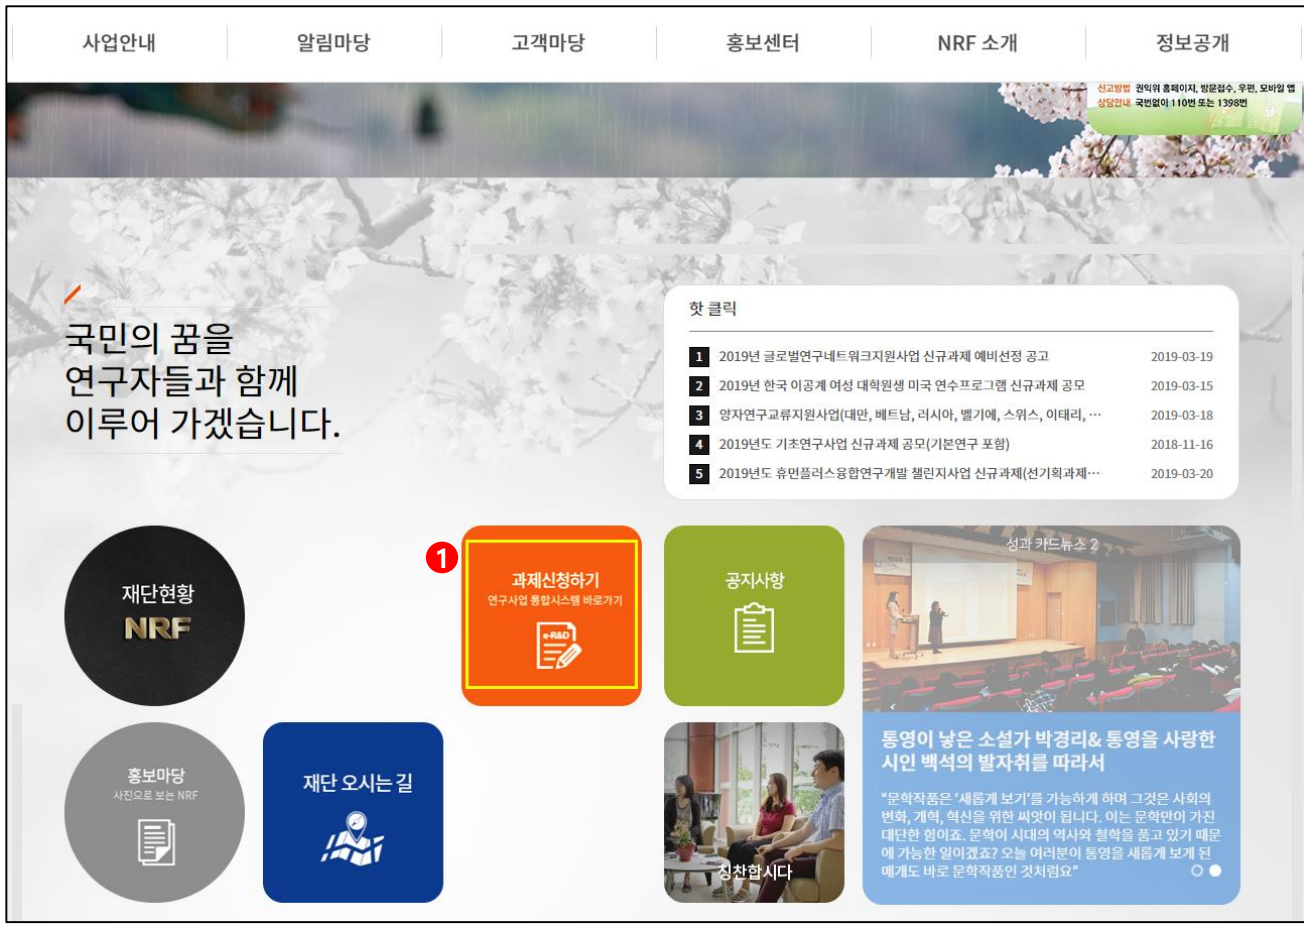 사업안내
알림마당
고객마당
홍보센터
NRF 소개
정보공개
신고방법 권익위 홈페이지, 방문접수, 우편, 모바일 앱
상담안내 국번없이 110번 또는 1398번
국민의 꿈을
연구자들과 함께
이루어 가겠습니다.
핫 클릭
1 2019년 글로벌연구네트워크지원사업 신규과제 예비선정 공고 2019-03-19
2 2019년 한국 이공계 여성 대학원생 미국 연수프로그램 신규과제 공모 2019-03-15
3 양자연구교류지원사업(대만, 베트남, 러시아, 벨기에, 스위스, 이태리, ··· 2019-03-18
4 2019년도 기초연구사업 신규과제 공모(기본연구 포함) 2018-11-16
5 2019년도 휴먼플러스융합연구개발 챌린지사업 신규과제(선기획과제··· 2019-03-20
재단현황
NRF
1
과제신청하기
연구사업 통합시스템 바로가기
e-R&D
공지사항
성과 카드뉴스 2
홍보마당
사진으로 보는 NRF
재단 오시는 길
칭찬합시다
통영이 낳은 소설가 박경리& 통영을 사랑한
시인 백석의 발자취를 따라서
"문학작품은 '새롭게 보기'를 가능하게 하며 그것은 사회의
변화, 개혁, 혁신을 위한 씨앗이 됩니다. 이는 문학만이 가진
대단한 힘이죠. 문학이 시대의 역사와 철학을 품고 있기 때문
에 가능한 일이겠죠? 오늘 여러분이 통영을 새롭게 보게 된
매개도 바로 문학작품인 것처럼요"